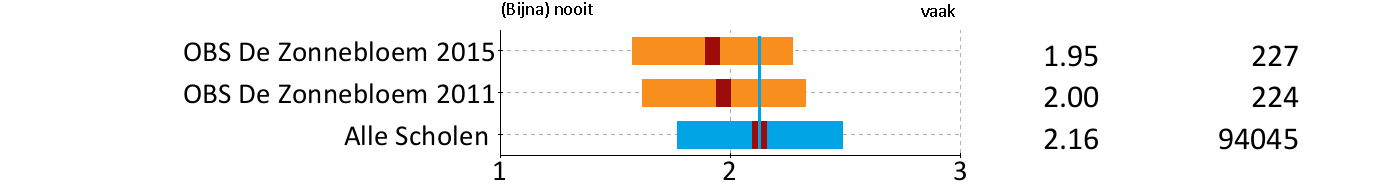 (Bijna) nooit vaak
OBS De Zonnebloem 2015 1.95 227
OBS De Zonnebloem 2011 2.00 224
Alle Scholen 2.16 94045
1 2 3